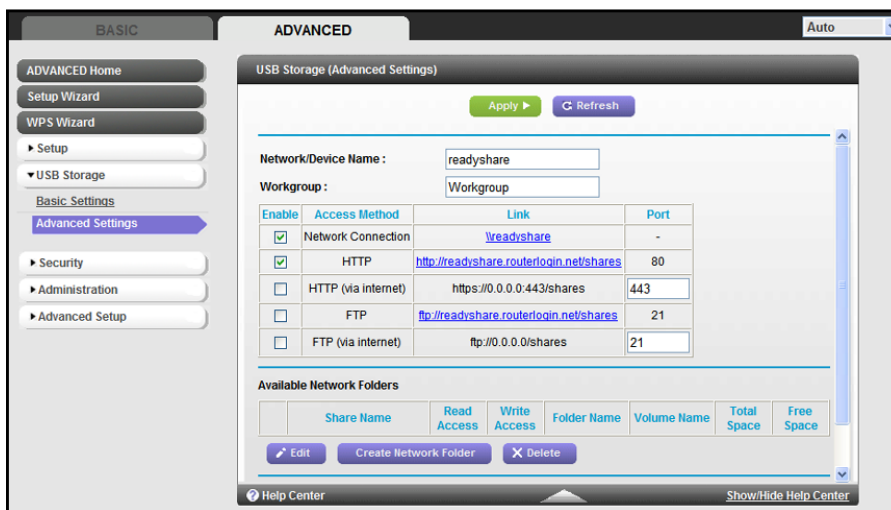 BASIC
ADVANCED
Auto
ADVANCED Home
Setup Wizard
WPS Wizard
Setup
USB Storage
Basic Settings
Advanced Settings
Security
Administration
Advanced Setup
USB Storage (Advanced Settings)
Apply
Refresh
Network/Device Name : readyshare
Workgroup : Workgroup
Enable Access Method Link Port
Network Connection \\readyshare -
HTTP http://readyshare.routerlogin.net/shares 80
HTTP (via internet) https://0.0.0.0:443/shares 443
FTP ftp://readyshare.routerlogin.net/shares 21
FTP (via internet) ftp://0.0.0.0/shares 21
Available Network Folders
Share Name Read Access Write Access Folder Name Volume Name Total Space Free Space
Edit Create Network Folder Delete
Help Center Show/Hide Help Center